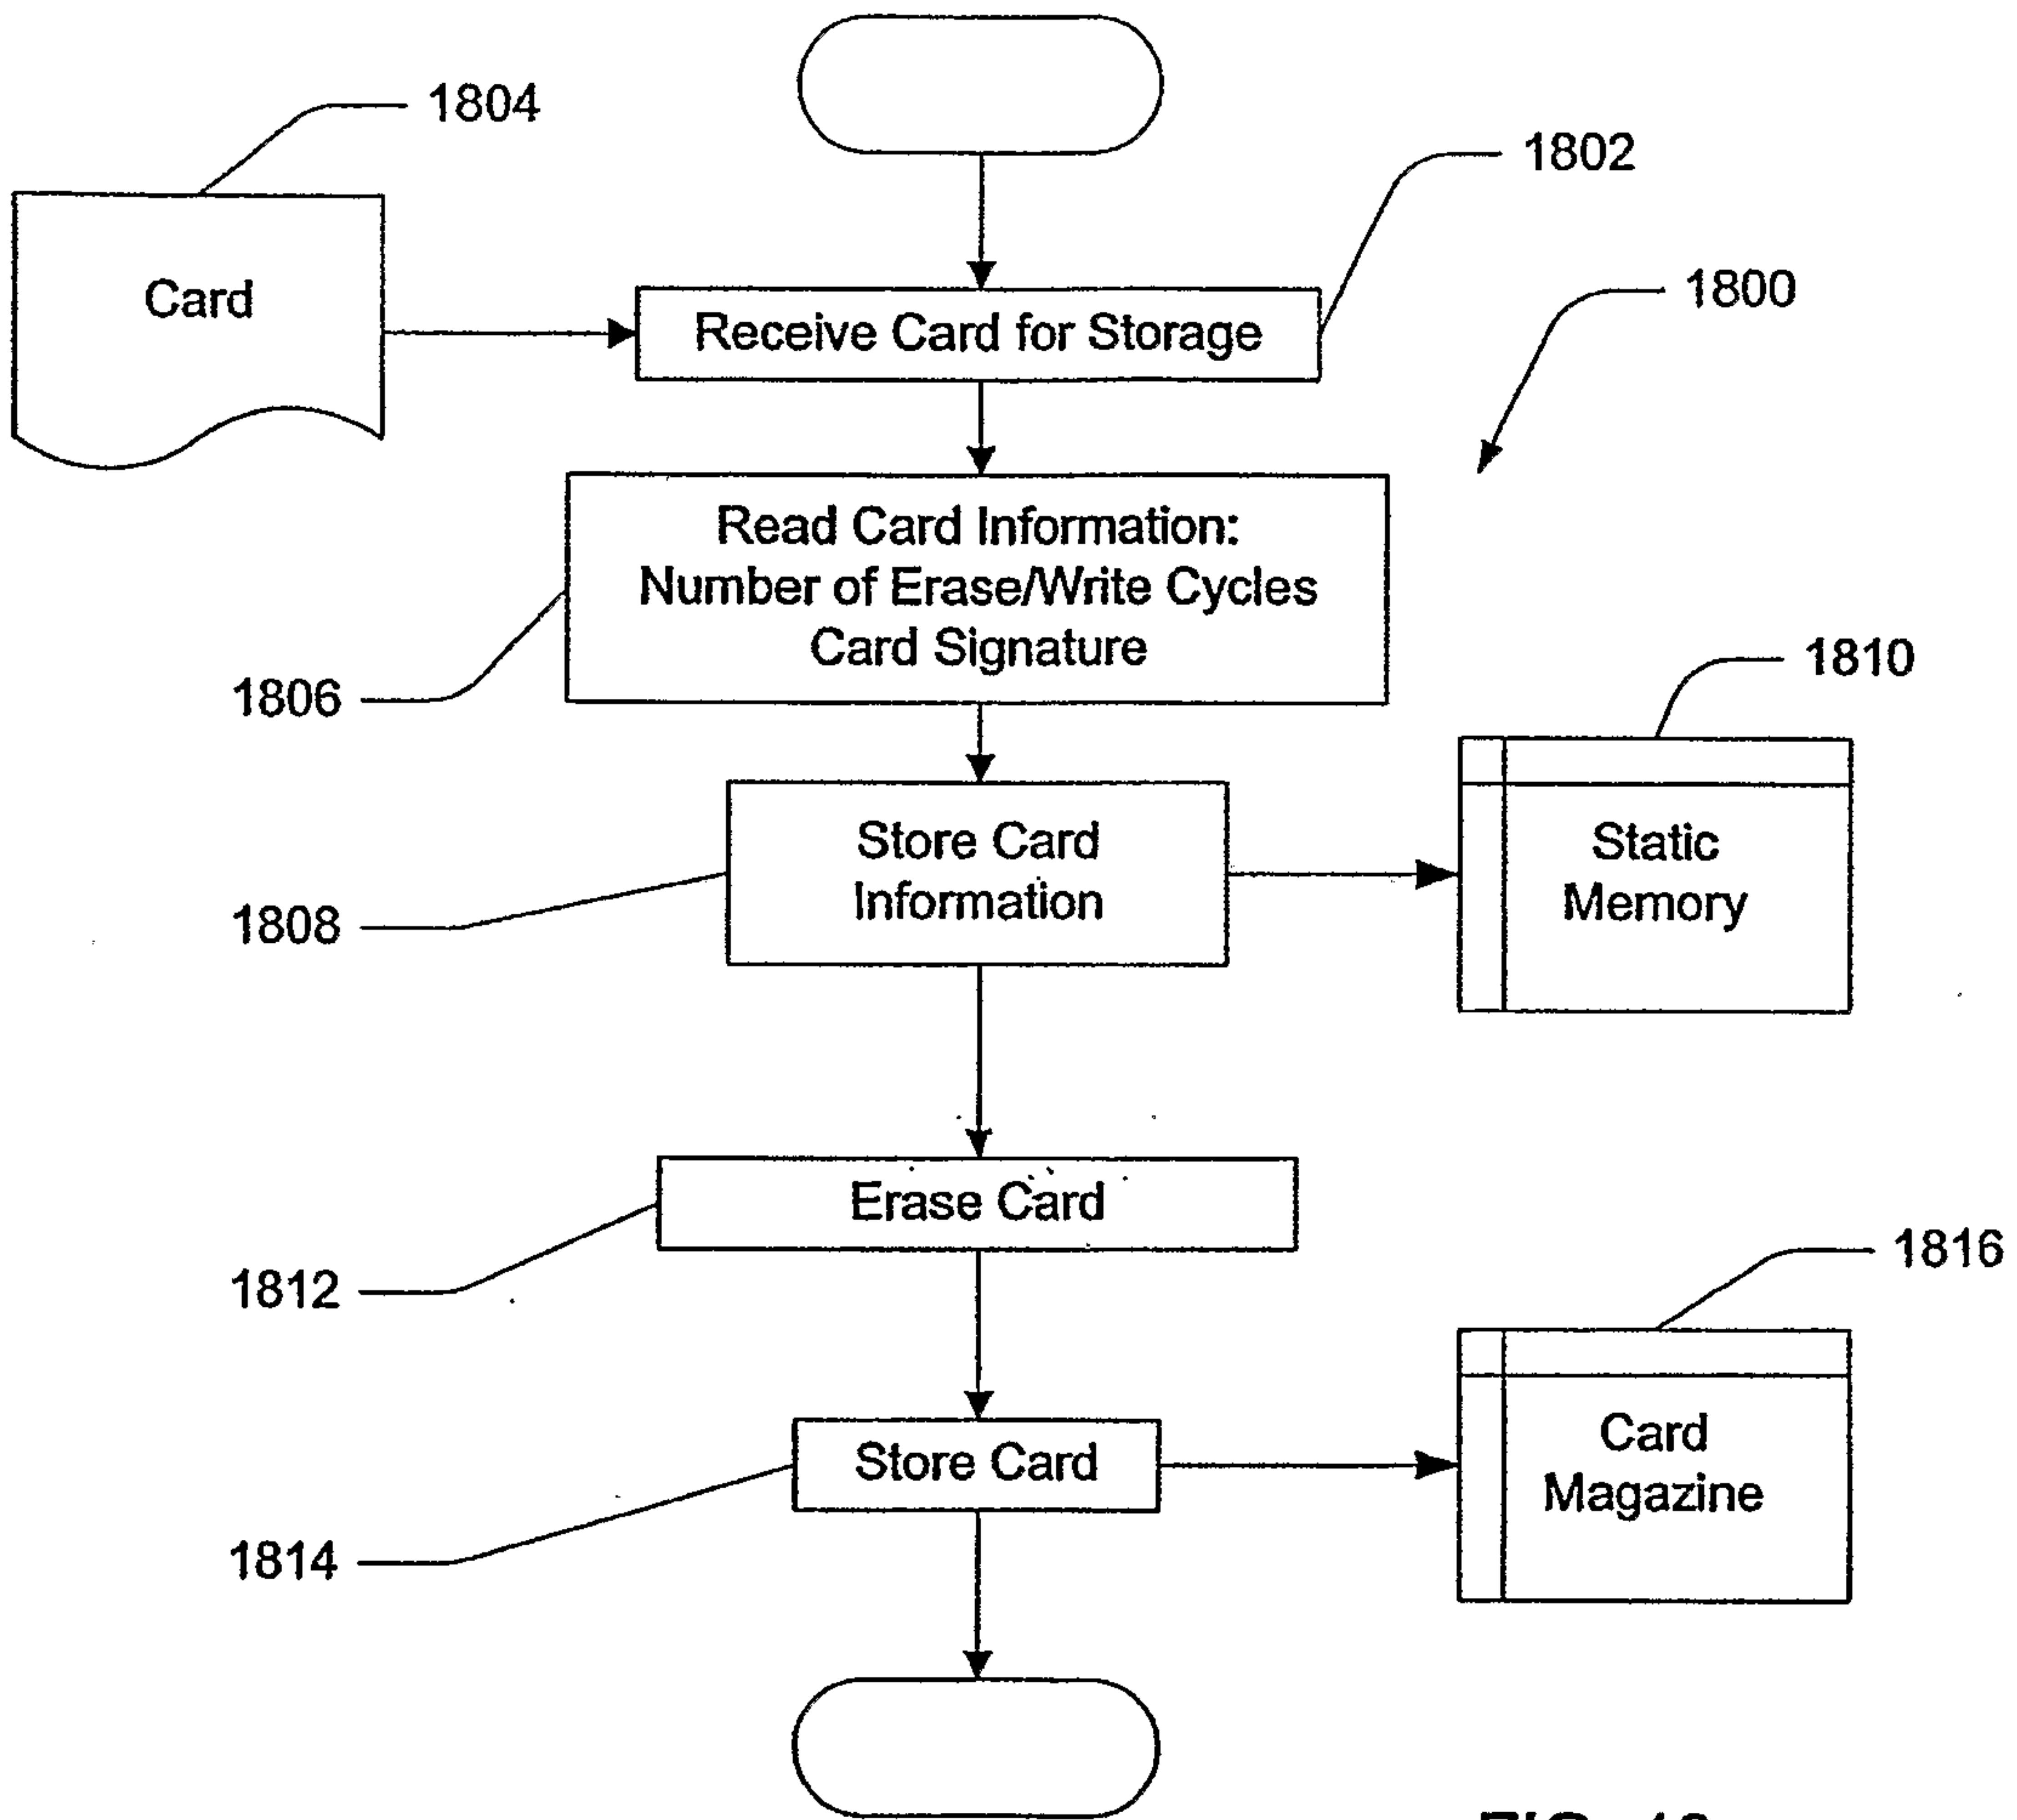 1804
1802
Card
1800
Receive Card for Storage
Read Card Information:
Number of Erase/Write Cycles
Card Signature
1806
1810
Store Card
Information
Static
Memory
1808
Erase Card
1812
1816
Store Card
Card
Magazine
1814